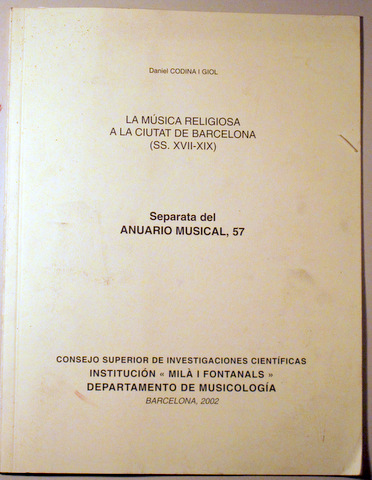 Daniel CODINA I GIOL
LA MÚSICA RELIGIOSA
A LA CIUTAT DE BARCELONA
(SS. XVII-XIX)
Separata del
ANUARIO MUSICAL, 57
CONSEJO SUPERIOR DE INVESTIGACIONES CIENTÍFICAS
INSTITUCIÓN « MILÀ I FONTANALS »
DEPARTAMENTO DE MUSICOLOGÍA
BARCELONA, 2002